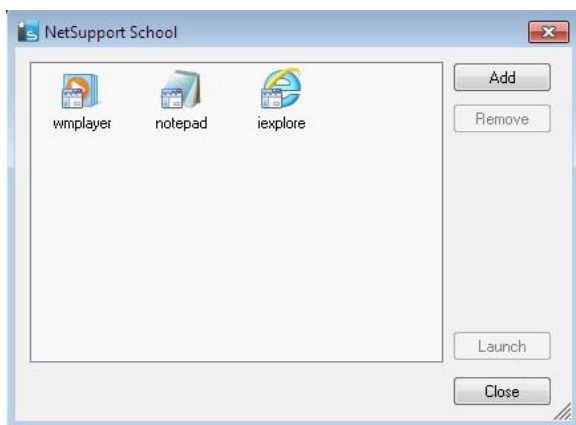 NetSupport School
wmplayer notepad iexplore
Add
Remove
Launch
Close